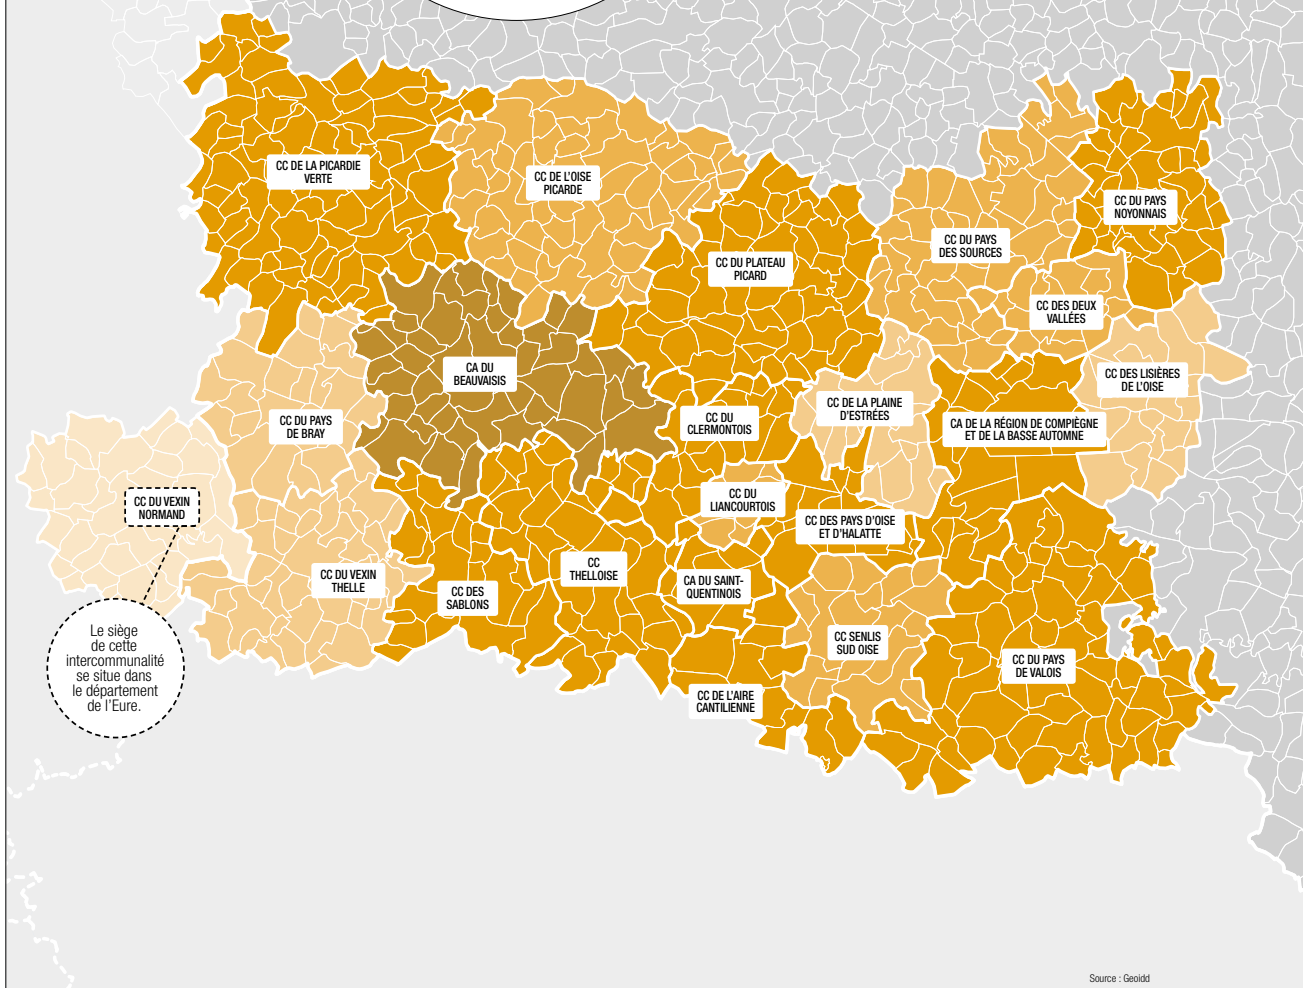 CC DE LA PICARDIE
VERTE
CC DE L'OISE
PICARDE
CC DU PAYS
NOYONNAIS
CC DU PAYS
DES SOURCES
CC DU PLATEAU
PICARD
CC DES DEUX
VALLÉES
CA DU
BEAUVAISIS
CC DES LISIÈRES
DE L'OISE
CC DE LA PLAINE
D'ESTRÉES
CC DU PAYS
DE BRAY
CC DU
CLERMONTOIS
CA DE LA RÉGION DE COMPIÈGNE
ET DE LA BASSE AUTOMNE
CC DU VEXIN
NORMAND
CC DU
LIANCOURTOIS
CC DES PAYS D'OISE
ET D'HALATTE
CC DU VEXIN
THELLE
CC
THELLOISE
CC DES
SABLONS
CA DU SAINT-
QUENTINOIS
CC SENLIS
SUD OISE
CC DU PAYS
DE VALOIS
CC DE L'AIRE
CANTILIENNE
Le siège
de cette
intercommunalité
se situe dans
le département
de l'Eure.
Source : Geoidd